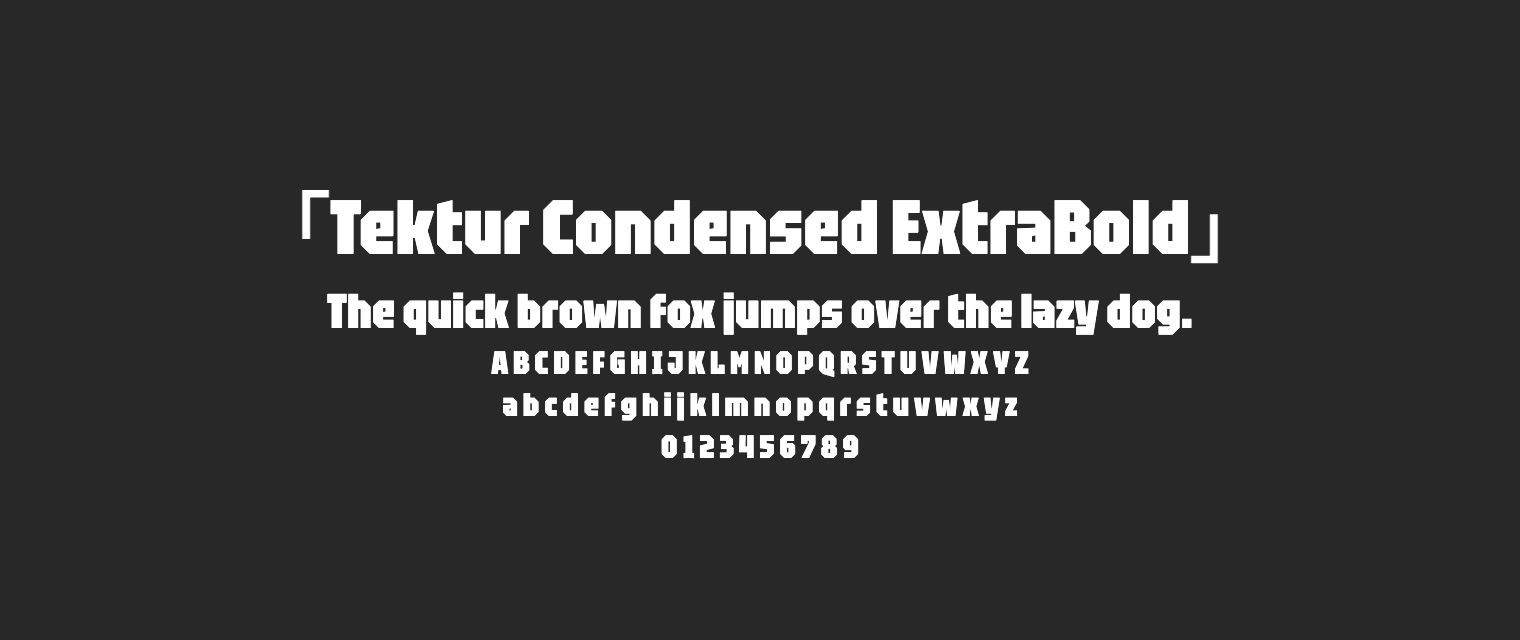 「Tektur Condensed ExtraBold」
The quick brown fox jumps over the lazy dog.
ABCDEFGHIJKLMNOPQRSTUVWXYZ
abcdefghijklmnopqrstuvwxyz
0123456789